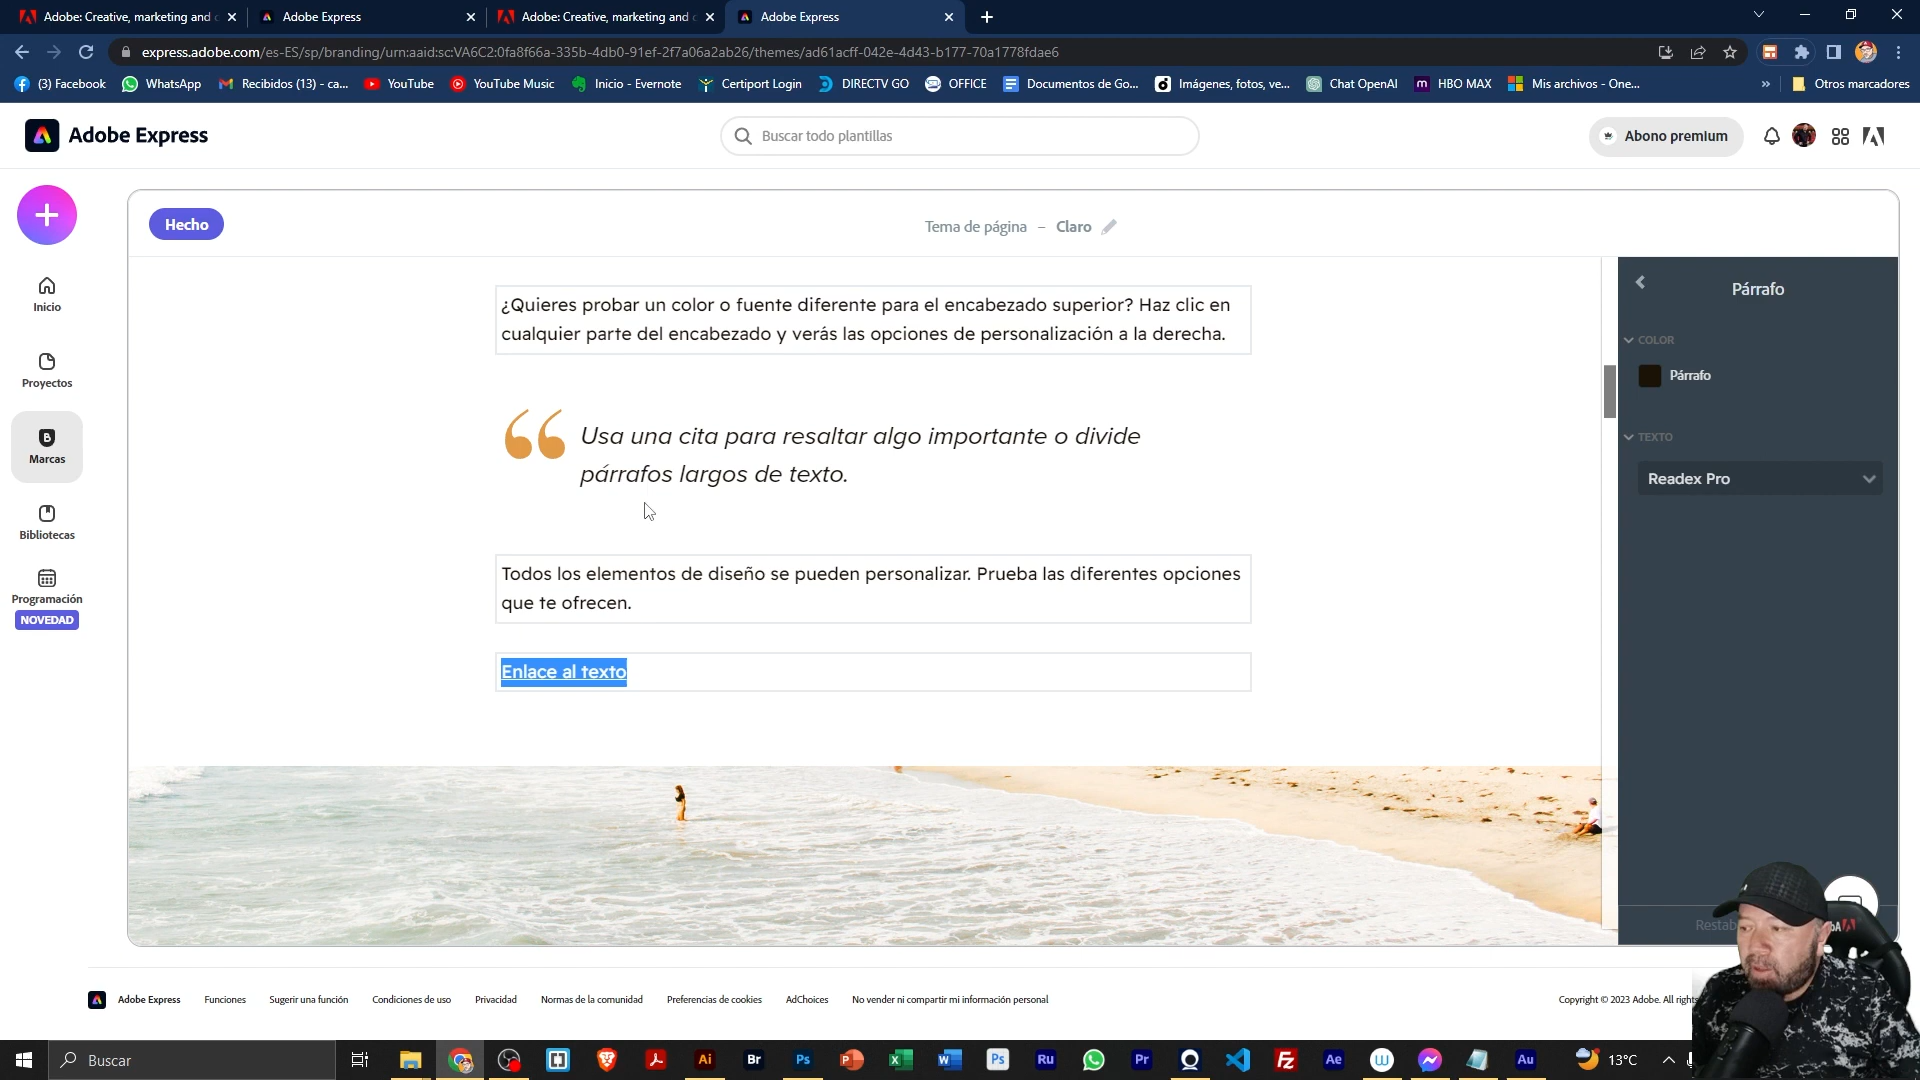 Adobe: Creative, marketing and
Adobe Express
Adobe: Creative, marketing and
Adobe Express
express.adobe.com/es-ES/sp/branding/urn:aaid:sc:VA6C2:0fa8f66a-335b-4db0-91ef-2f7a06a2ab26/themes/ad61acff-042e-4d43-b177-70a1778fdae6
(3) Facebook
WhatsApp
Recibidos (13) - ca...
YouTube
YouTube Music
Inicio - Evernote
Certiport Login
DIRECTV GO
OFFICE
Documentos de Go...
Imágenes, fotos, ve...
Chat OpenAI
HBO MAX
Mis archivos - One...
Otros marcadores
Adobe Express
Buscar todo plantillas
Abono premium
Hecho
Tema de página – Claro
Inicio
Proyectos
Marcas
Bibliotecas
Programación
NOVEDAD
¿Quieres probar un color o fuente diferente para el encabezado superior? Haz clic en
cualquier parte del encabezado y verás las opciones de personalización a la derecha.
“ Usa una cita para resaltar algo importante o divide
párrafos largos de texto.
Todos los elementos de diseño se pueden personalizar. Prueba las diferentes opciones
que te ofrecen.
Enlace al texto
Párrafo
COLOR
Párrafo
TEXTO
Readex Pro
Adobe Express
Funciones
Sugerir una función
Condiciones de uso
Privacidad
Normas de la comunidad
Preferencias de cookies
AdChoices
No vender ni compartir mi información personal
Copyright © 2023 Adobe. All rights
Buscar
13°C